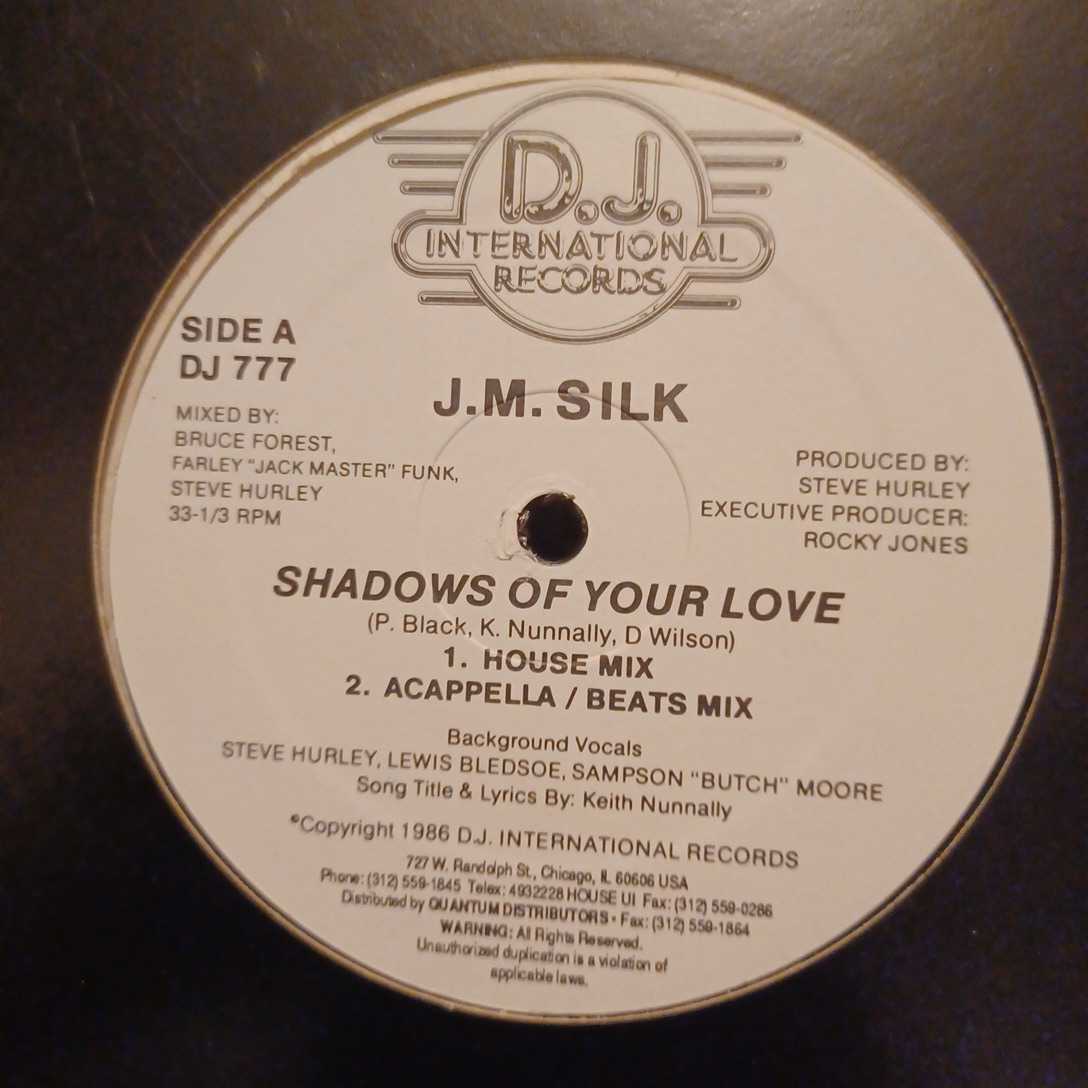 D.J.
INTERNATIONAL
RECORDS
SIDE A
DJ 777
J.M. SILK
MIXED BY:
BRUCE FOREST,
FARLEY "JACK MASTER" FUNK,
STEVE HURLEY
33-1/3 RPM
PRODUCED BY:
STEVE HURLEY
EXECUTIVE PRODUCER:
ROCKY JONES
SHADOWS OF YOUR LOVE
(P. Black, K. Nunnally, D Wilson)
1. HOUSE MIX
2. ACAPPELLA / BEATS MIX
Background Vocals
STEVE HURLEY, LEWIS BLEDSOE, SAMPSON "BUTCH" MOORE
Song Title & Lyrics By: Keith Nunnally
©Copyright 1986 D.J. INTERNATIONAL RECORDS
727 W. Randolph St., Chicago, IL 60606 USA
Phone: (312) 559-1845 Telex: 4932228 HOUSE UI Fax: (312) 559-0286
Distributed by QUANTUM DISTRIBUTORS • Fax: (312) 559-1864
WARNING: All Rights Reserved.
Unauthorized duplication is a violation of
applicable laws.